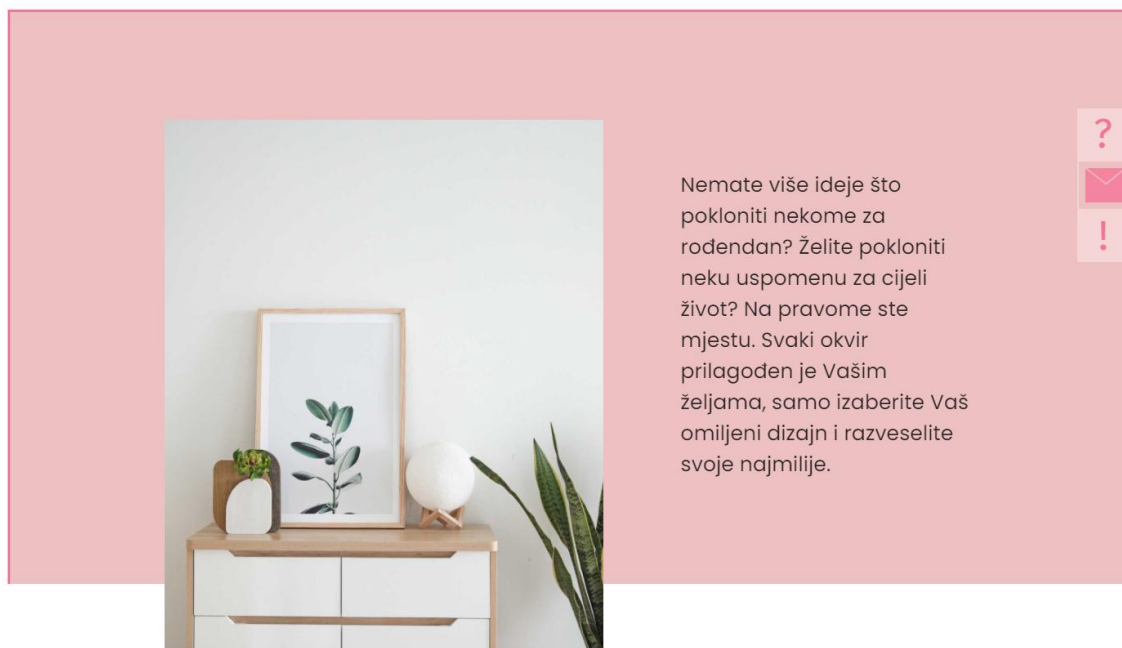 Nemate više ideje što
pokloniti nekome za
rođendan? Želite pokloniti
neku uspomenu za cijeli
život? Na pravome ste
mjestu. Svaki okvir
prilagođen je Vašim
željama, samo izaberite Vaš
omiljeni dizajn i razveselite
svoje najmilije.
?
!